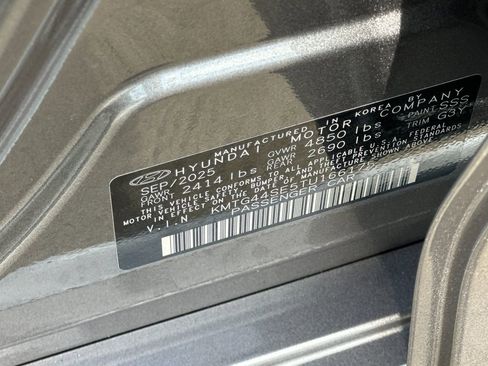 MANUFACTURED IN KOREA BY
HYUNDAI MOTOR COMPANY
SEP/2025 GVWR 4850 lbs PAINT SSS
GAWR FRONT 2414 lbs GAWR REAR 2690 lbs TRIM G3Y
THIS VEHICLE CONFORMS TO ALL APPLICABLE U.S FEDERAL
MOTOR VEHICLE SAFETY, BUMPER, AND THEFT PREVENTION STANDARDS
IN EFFECT ON THE DATE OF MANUFACTURE SHOWN ABOVE.
V.I.N
PASSENGER CAR